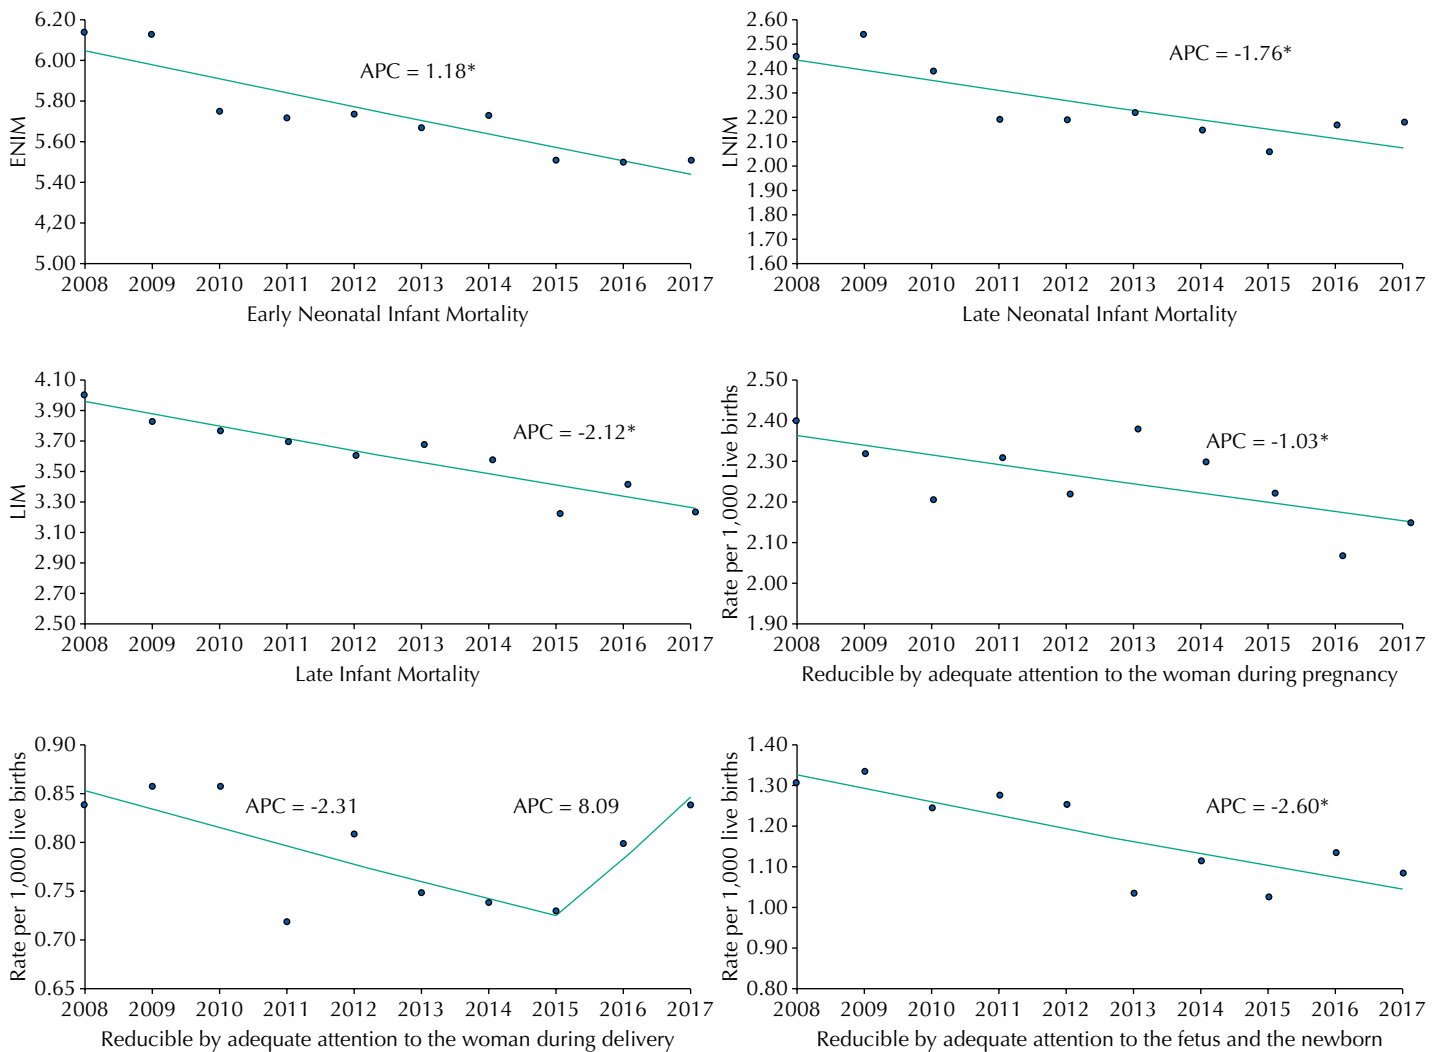 6.20
6.00
5.80
5.60
5.40
4,20
5.00
ENIM
APC = 1.18*
2008 2009 2010 2011 2012 2013 2014 2015 2016 2017
Early Neonatal Infant Mortality
2.60
2.50
2.40
2.30
2.20
2.10
2.00
1.90
1.80
1.70
1.60
LNIM
APC = -1.76*
2008 2009 2010 2011 2012 2013 2014 2015 2016 2017
Late Neonatal Infant Mortality
4.10
3.90
3.70
3.50
3.30
3.10
2.90
2.70
2.50
LIM
APC = -2.12*
2008 2009 2010 2011 2012 2013 2014 2015 2016 2017
Late Infant Mortality
2.50
2.40
2.30
2.20
2.10
2.00
1.90
Rate per 1,000 Live births
APC = -1.03*
2008 2009 2010 2011 2012 2013 2014 2015 2016 2017
Reducible by adequate attention to the woman during pregnancy
0.90
0.85
0.80
0.75
0.70
0.65
Rate per 1,000 live births
APC = -2.31
APC = 8.09
2008 2009 2010 2011 2012 2013 2014 2015 2016 2017
Reducible by adequate attention to the woman during delivery
1.40
1.30
1.20
1.10
1.00
0.90
0.80
Rate per 1,000 live births
APC = -2.60*
2008 2009 2010 2011 2012 2013 2014 2015 2016 2017
Reducible by adequate attention to the fetus and the newborn